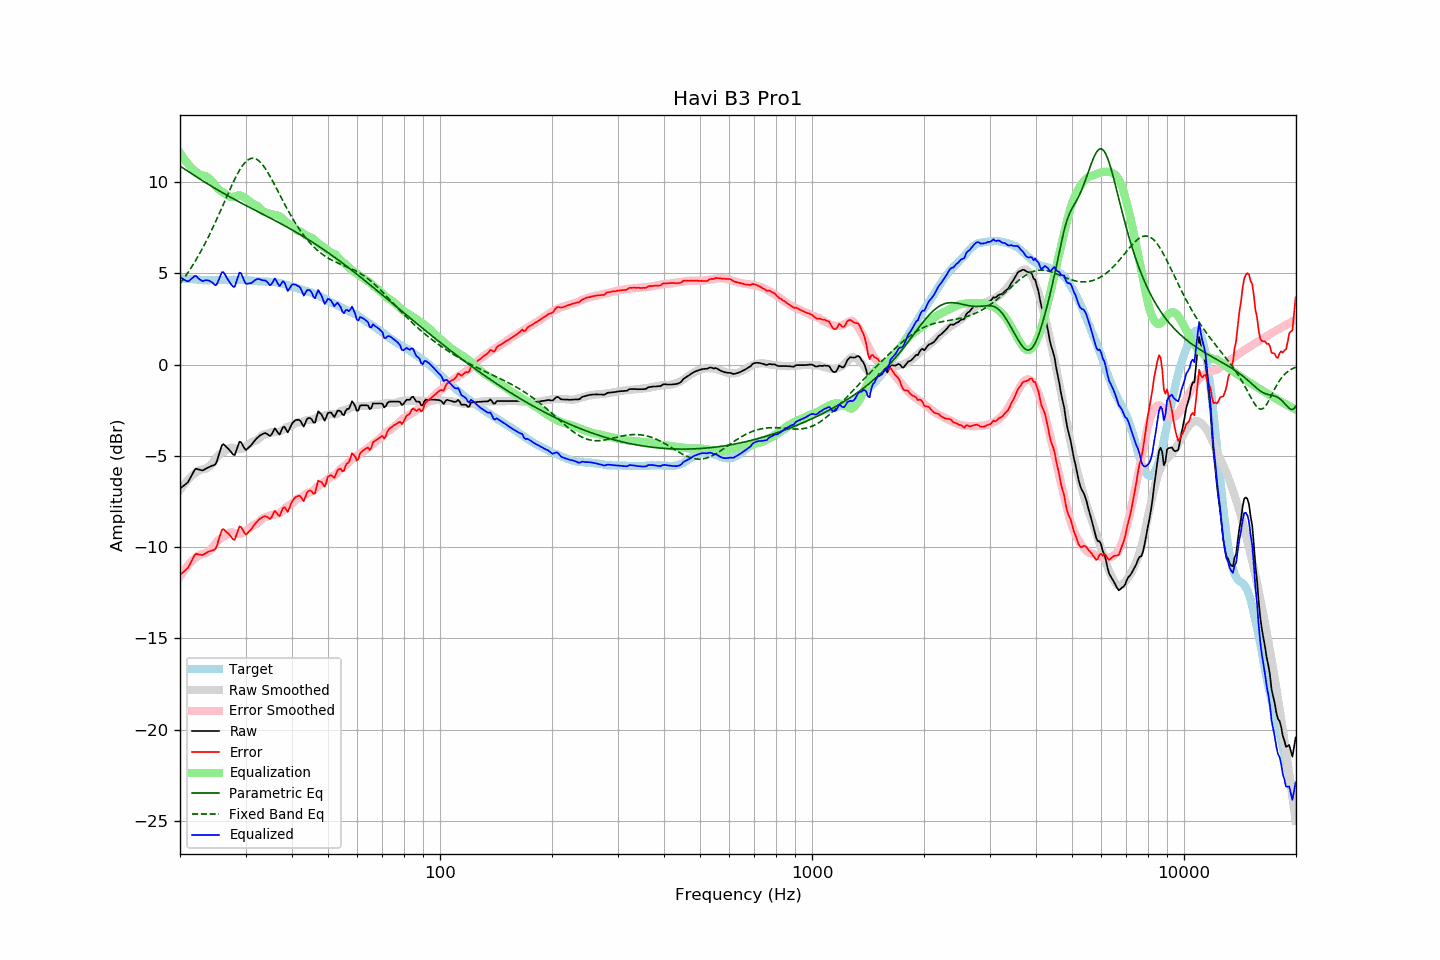 Havi B3 Pro1
Amplitude (dBr)
10
5
0
−5
−10
−15
−20
−25
Target
Raw Smoothed
Error Smoothed
Raw
Error
Equalization
Parametric Eq
Fixed Band Eq
Equalized
100
1000
10000
Frequency (Hz)